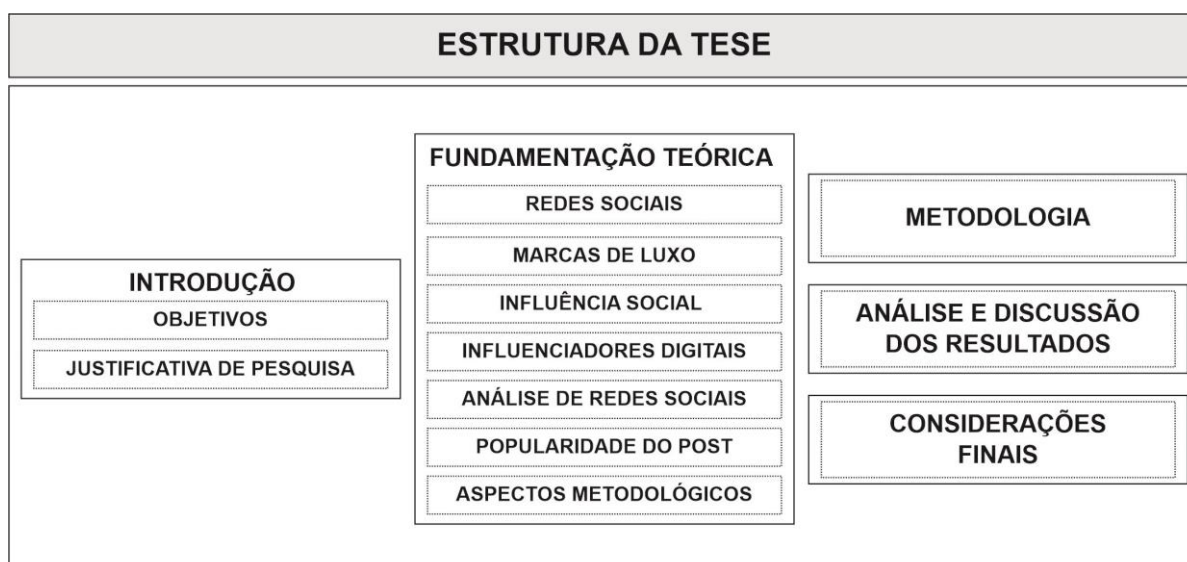 ESTRUTURA DA TESE
INTRODUÇÃO
OBJETIVOS
JUSTIFICATIVA DE PESQUISA
FUNDAMENTAÇÃO TEÓRICA
REDES SOCIAIS
MARCAS DE LUXO
INFLUÊNCIA SOCIAL
INFLUENCIADORES DIGITAIS
ANÁLISE DE REDES SOCIAIS
POPULARIDADE DO POST
ASPECTOS METODOLÓGICOS
METODOLOGIA
ANÁLISE E DISCUSSÃO
DOS RESULTADOS
CONSIDERAÇÕES
FINAIS